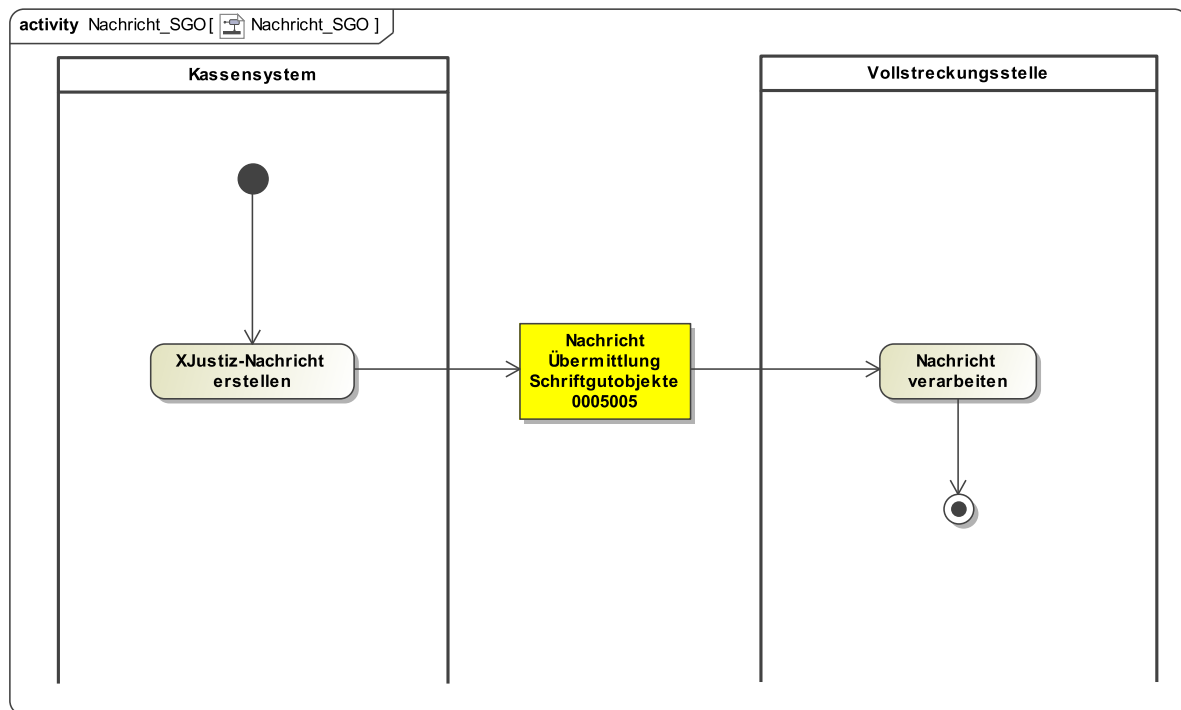 activity Nachricht_SGO[ Nachricht_SGO ]
Kassensystem
Vollstreckungsstelle
XJustiz-Nachricht
erstellen
Nachricht
Übermittlung
Schriftgutobjekte
0005005
Nachricht
verarbeiten